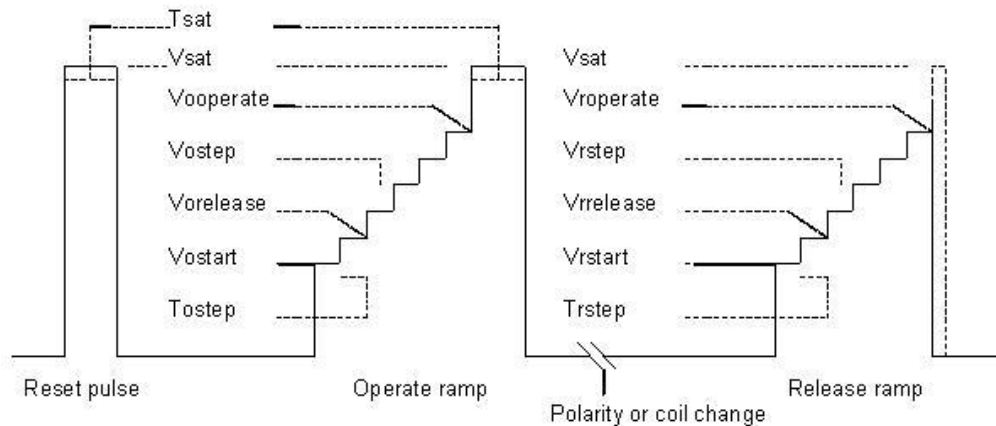 Tsat
Vsat
Vooperate
Vostep
Vorelease
Vostart
Tostep
Vsat
Vroperate
Vrstep
Vrrelease
Vrstart
Trstep
Reset pulse
Operate ramp
Release ramp
Polarity or coil change